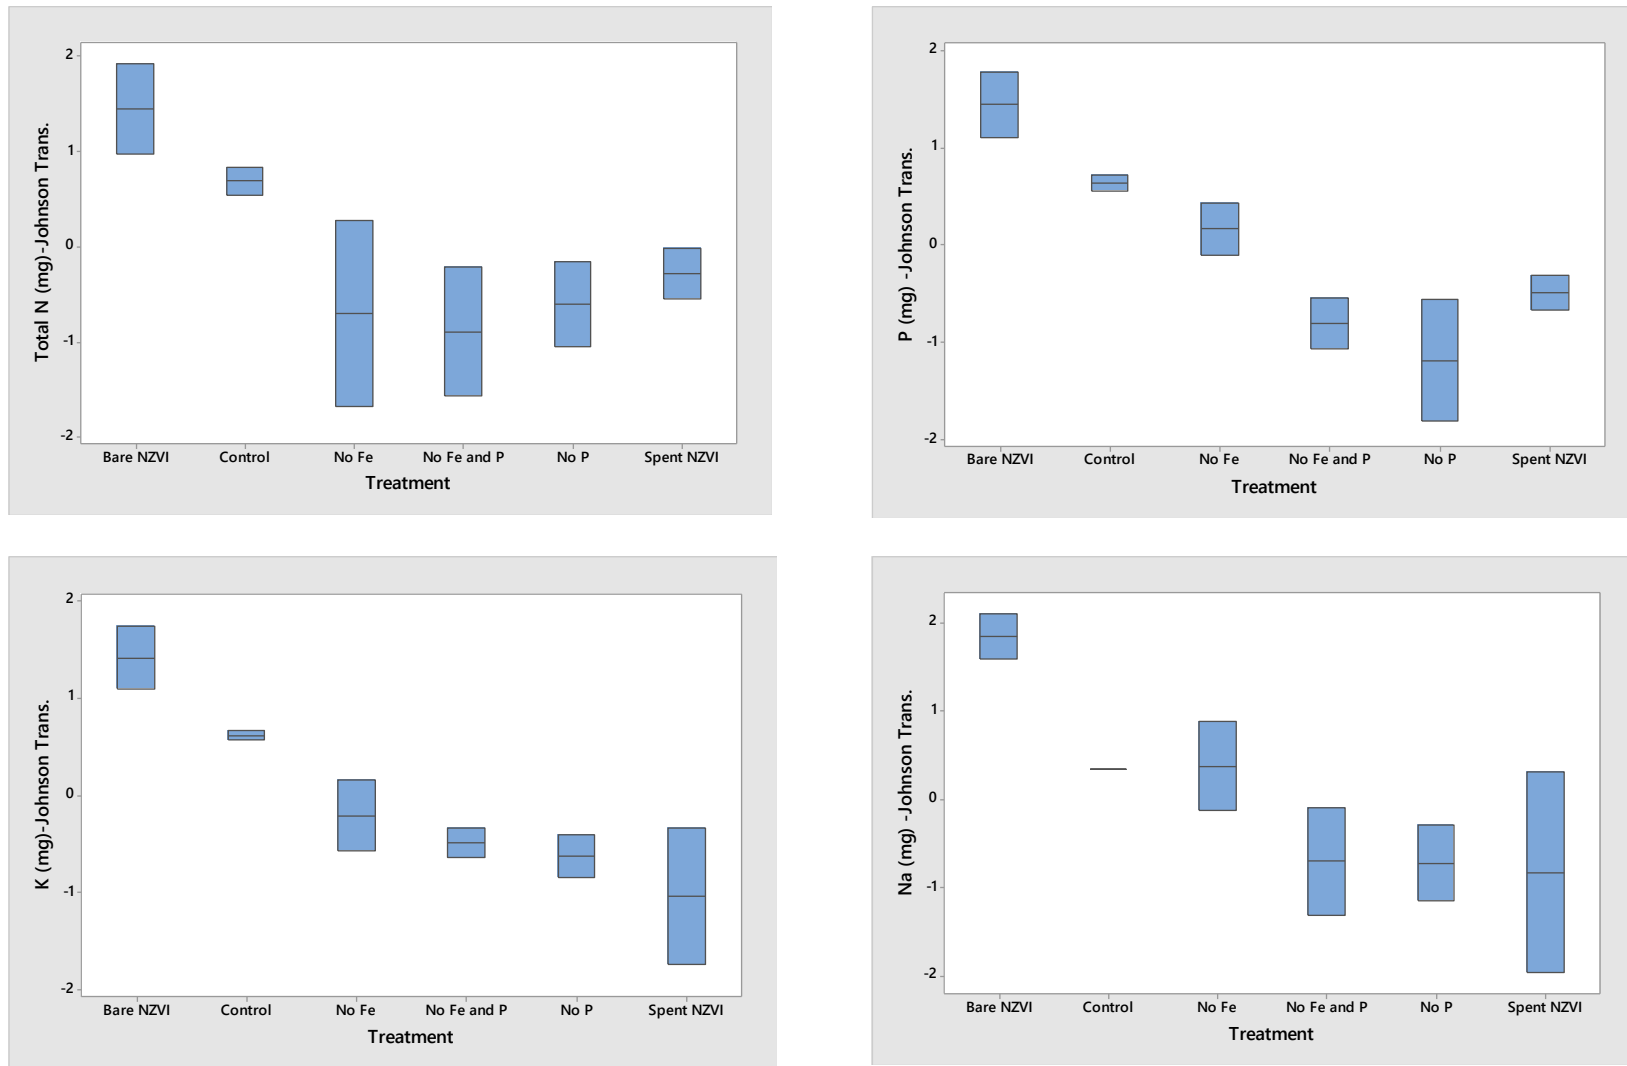 Total N (mg)-Johnson Trans.
2
1
0
-1
-2
Bare NZVI Control No Fe No Fe and P No P Spent NZVI
Treatment
P (mg) -Johnson Trans.
2
1
0
-1
-2
Bare NZVI Control No Fe No Fe and P No P Spent NZVI
Treatment
K (mg)-Johnson Trans.
2
1
0
-1
-2
Bare NZVI Control No Fe No Fe and P No P Spent NZVI
Treatment
Na (mg) -Johnson Trans.
2
1
0
-1
-2
Bare NZVI Control No Fe No Fe and P No P Spent NZVI
Treatment